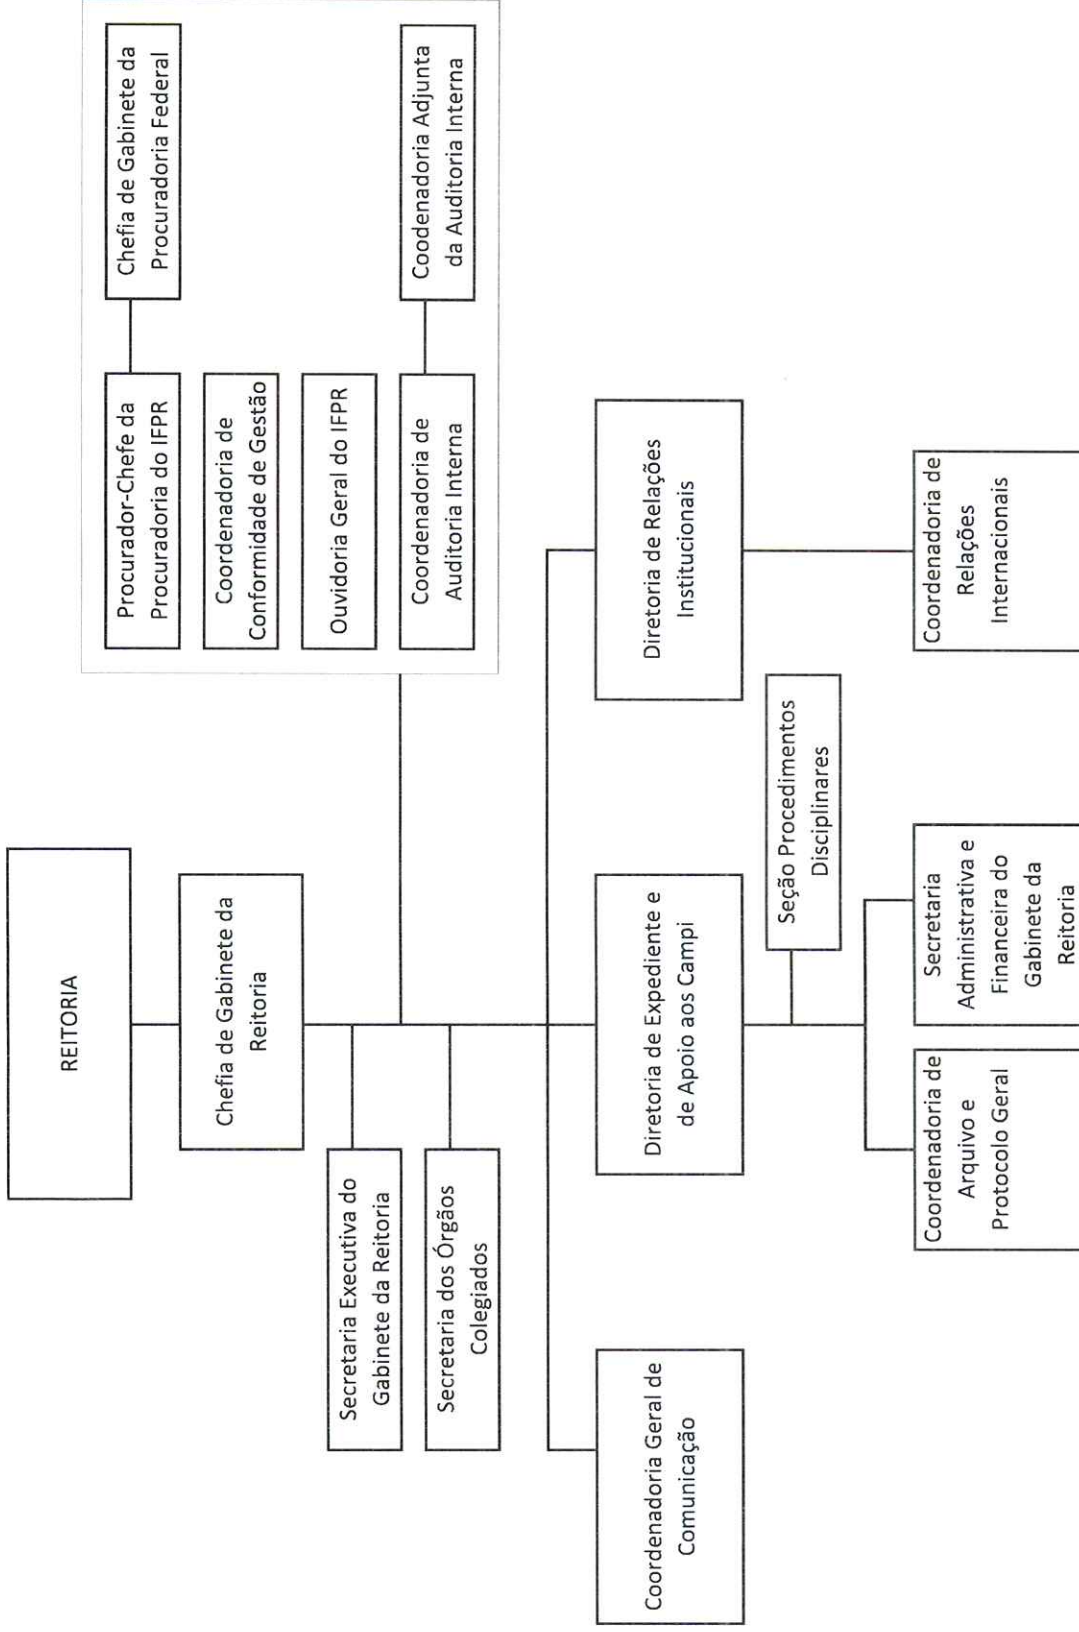 REITORIA
Chefia de Gabinete da
Reitoria
Procurador-Chefe da
Procuradoria do IFPR
Chefia de Gabinete da
Procuradoria Federal
Coordenadoria de
Conformidade de Gestão
Ouvidoria Geral do IFPR
Coordenadoria de
Auditoria Interna
Coodenadoria Adjunta
da Auditoria Interna
Secretaria Executiva do
Gabinete da Reitoria
Secretaria dos Órgãos
Colegiados
Coordenadoria Geral de
Comunicação
Diretoria de Expediente e
de Apoio aos Campi
Diretoria de Relações
Institucionais
Seção Procedimentos
Disciplinares
Coordenadoria de
Arquivo e
Protocolo Geral
Secretaria
Administrativa e
Financeira do
Gabinete da
Reitoria
Coordenadoria de
Relações
Internacionais